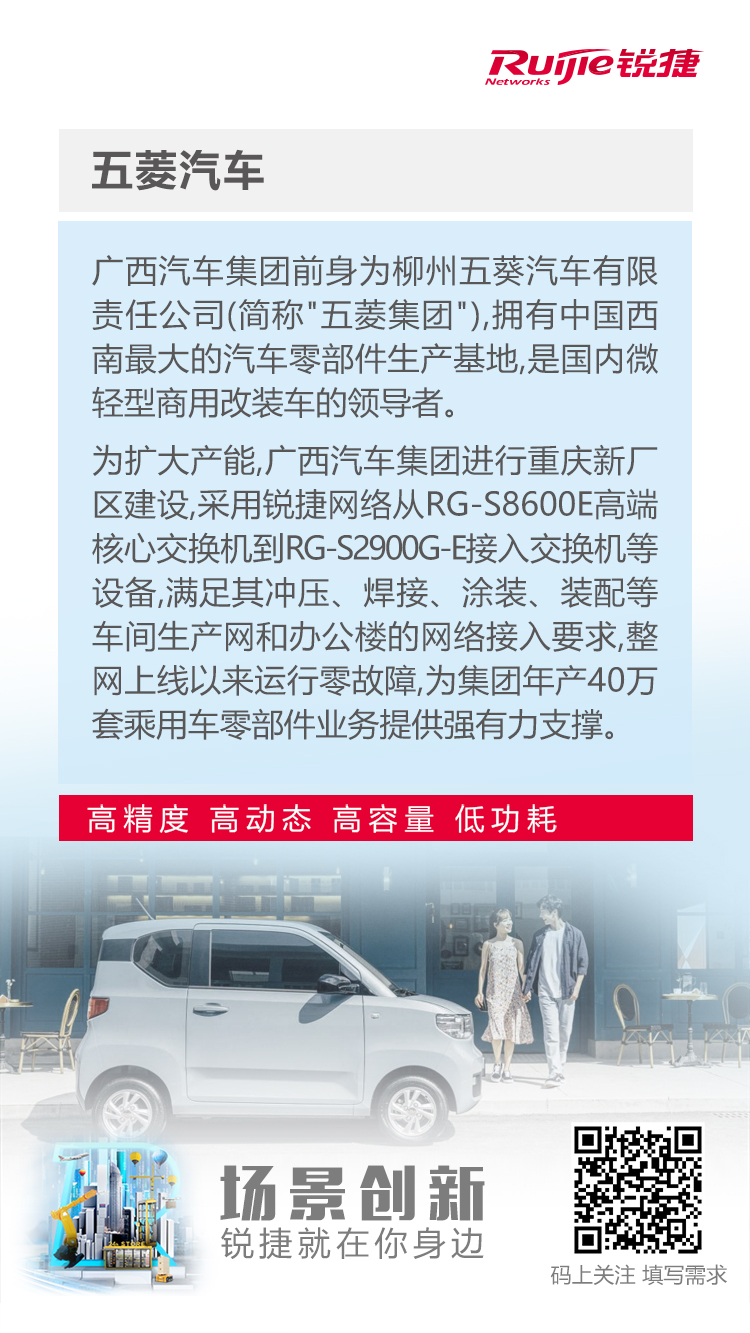 Ruijie锐捷
Networks
五菱汽车
广西汽车集团前身为柳州五葵汽车有限
责任公司(简称"五菱集团"),拥有中国西
南最大的汽车零部件生产基地,是国内微
轻型商用改装车的领导者。
为扩大产能,广西汽车集团进行重庆新厂
区建设,采用锐捷网络从RG-S8600E高端
核心交换机到RG-S2900G-E接入交换机等
设备,满足其冲压、焊接、涂装、装配等
车间生产网和办公楼的网络接入要求,整
网上线以来运行零故障,为集团年产40万
套乘用车零部件业务提供强有力支撑。
高精度 高动态 高容量 低功耗
STORE
场景创新
锐捷就在你身边
码上关注 填写需求